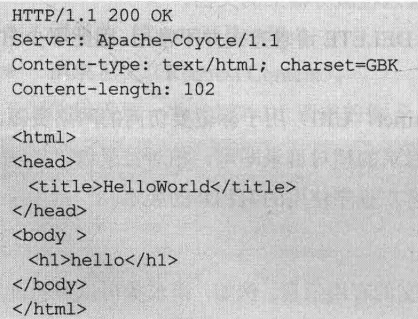 HTTP/1.1 200 OK
Server: Apache-Coyote/1.1
Content-type: text/html; charset=GBK
Content-length: 102
<html>
<head>
<title>HelloWorld</title>
</head>
<body >
<h1>hello</h1>
</body>
</html>